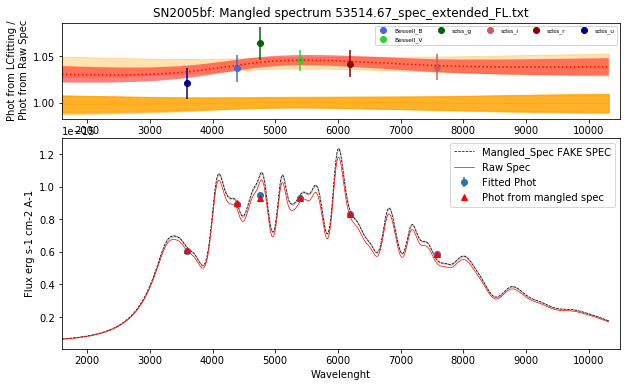 SN2005bf: Mangled spectrum 53514.67_spec_extended_FL.txt
Phot from LCfitting /
Phot from Raw Spec
1.05
1.00
Bessell_B
Bessell_V
sdss_g
sdss_i
sdss_r
sdss_u
2000 3000 4000 5000 6000 7000 8000 9000 10000
1e−15
Flux erg s-1 cm-2 A-1
1.2
1.0
0.8
0.6
0.4
0.2
Mangled_Spec FAKE SPEC
Raw Spec
Fitted Phot
Phot from mangled spec
2000 3000 4000 5000 6000 7000 8000 9000 10000
Wavelenght